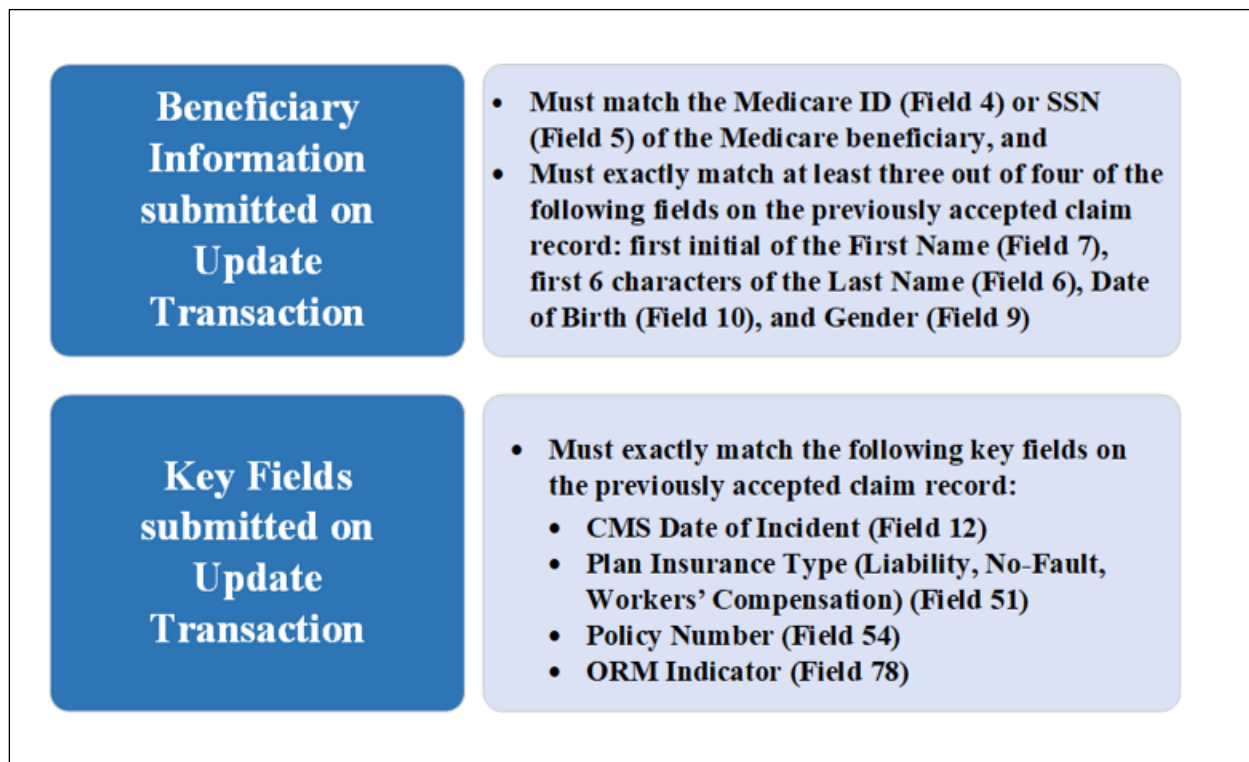 Beneficiary
Information
submitted on
Update
Transaction
• Must match the Medicare ID (Field 4) or SSN
(Field 5) of the Medicare beneficiary, and
• Must exactly match at least three out of four of the
following fields on the previously accepted claim
record: first initial of the First Name (Field 7),
first 6 characters of the Last Name (Field 6), Date
of Birth (Field 10), and Gender (Field 9)
Key Fields
submitted on
Update
Transaction
• Must exactly match the following key fields on
the previously accepted claim record:
• CMS Date of Incident (Field 12)
• Plan Insurance Type (Liability, No-Fault,
Workers’ Compensation) (Field 51)
• Policy Number (Field 54)
• ORM Indicator (Field 78)